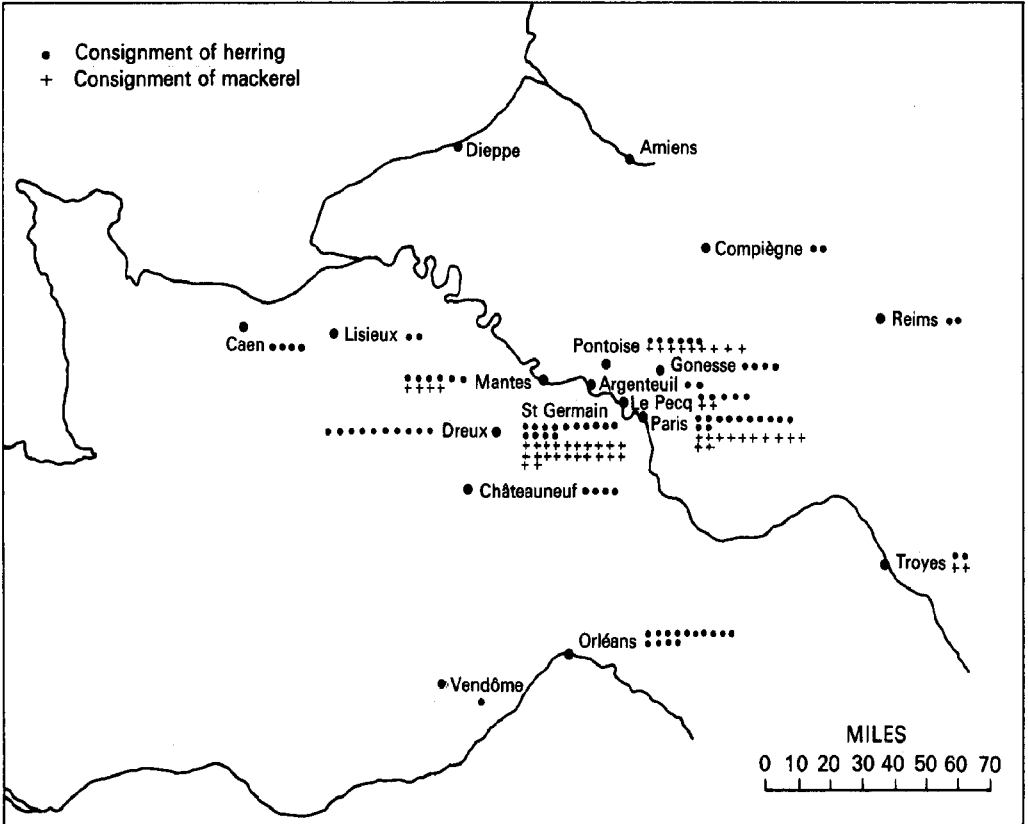 Consignment of herring
+ Consignment of mackerel
Dieppe
Amiens
Compiègne
Reims
Caen
Lisieux
Pontoise
Gonesse
Mantes
Argenteuil
Le Pecq
St Germain
Paris
Dreux
Châteauneuf
Troyes
Orléans
Vendôme
MILES
0 10 20 30 40 50 60 70